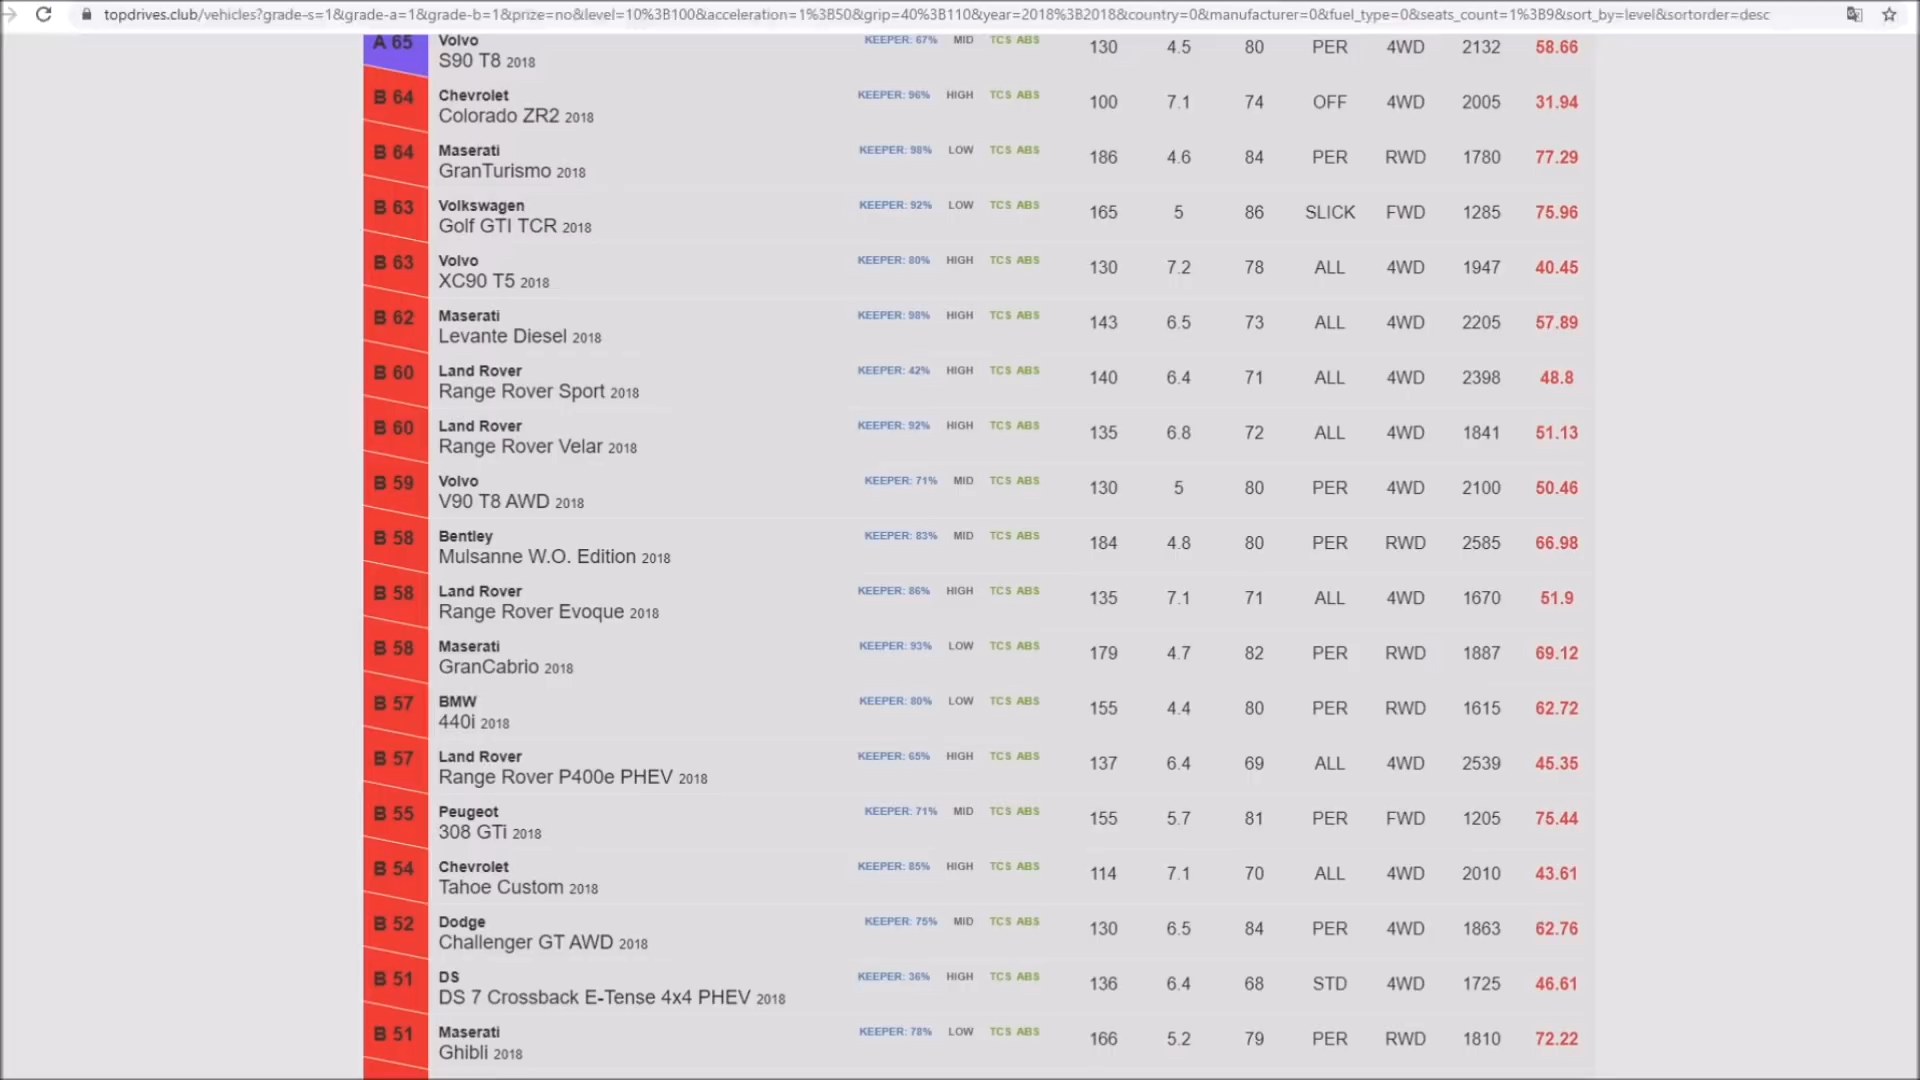 topdrives.club/vehicles?grade-s=1&grade-a=1&grade-b=1&prize=no&level=10%3B100&acceleration=1%3B50&grip=40%3B110&year=2018%3B2018&country=0&manufacturer=0&fuel_type=0&seats_count=1%3B9&sort_by=level&sortorder=desc
A 65 Volvo KEEPER: 67% MID TCS ABS 130 4.5 80 PER 4WD 2132 58.66
S90 T8 2018
B 64 Chevrolet KEEPER: 96% HIGH TCS ABS 100 7.1 74 OFF 4WD 2005 31.94
Colorado ZR2 2018
B 64 Maserati KEEPER: 98% LOW TCS ABS 186 4.6 84 PER RWD 1780 77.29
GranTurismo 2018
B 63 Volkswagen KEEPER: 92% LOW TCS ABS 165 5 86 SLICK FWD 1285 75.96
Golf GTI TCR 2018
B 63 Volvo KEEPER: 80% HIGH TCS ABS 130 7.2 78 ALL 4WD 1947 40.45
XC90 T5 2018
B 62 Maserati KEEPER: 98% HIGH TCS ABS 143 6.5 73 ALL 4WD 2205 57.89
Levante Diesel 2018
B 60 Land Rover KEEPER: 42% HIGH TCS ABS 140 6.4 71 ALL 4WD 2398 48.8
Range Rover Sport 2018
B 60 Land Rover KEEPER: 92% HIGH TCS ABS 135 6.8 72 ALL 4WD 1841 51.13
Range Rover Velar 2018
B 59 Volvo KEEPER: 71% MID TCS ABS 130 5 80 PER 4WD 2100 50.46
V90 T8 AWD 2018
B 58 Bentley KEEPER: 83% MID TCS ABS 184 4.8 80 PER RWD 2585 66.98
Mulsanne W.O. Edition 2018
B 58 Land Rover KEEPER: 86% HIGH TCS ABS 135 7.1 71 ALL 4WD 1670 51.9
Range Rover Evoque 2018
B 58 Maserati KEEPER: 93% LOW TCS ABS 179 4.7 82 PER RWD 1887 69.12
GranCabrio 2018
B 57 BMW KEEPER: 80% LOW TCS ABS 155 4.4 80 PER RWD 1615 62.72
440i 2018
B 57 Land Rover KEEPER: 65% HIGH TCS ABS 137 6.4 69 ALL 4WD 2539 45.35
Range Rover P400e PHEV 2018
B 55 Peugeot KEEPER: 71% MID TCS ABS 155 5.7 81 PER FWD 1205 75.44
308 GTi 2018
B 54 Chevrolet KEEPER: 85% HIGH TCS ABS 114 7.1 70 ALL 4WD 2010 43.61
Tahoe Custom 2018
B 52 Dodge KEEPER: 75% MID TCS ABS 130 6.5 84 PER 4WD 1863 62.76
Challenger GT AWD 2018
B 51 DS KEEPER: 36% HIGH TCS ABS 136 6.4 68 STD 4WD 1725 46.61
DS 7 Crossback E-Tense 4x4 PHEV 2018
B 51 Maserati KEEPER: 78% LOW TCS ABS 166 5.2 79 PER RWD 1810 72.22
Ghibli 2018